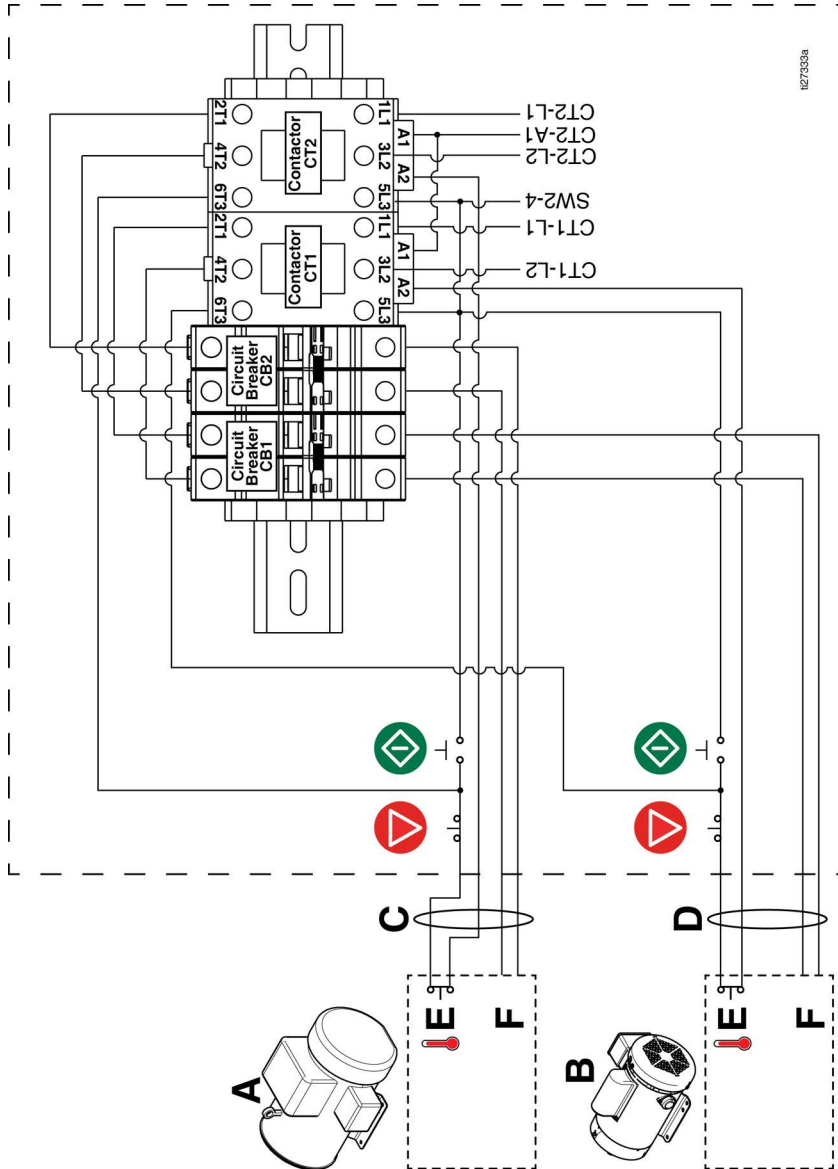 2T1
4T2
6T3
Contactor
CT2
1L1
3L2
5L3
A1
A2
2T1
4T2
6T3
Contactor
CT1
1L1
3L2
5L3
A1
A2
Circuit
Breaker
CB2
Circuit
Breaker
CB1
CT2-L1
CT2-A1
CT2-L2
SW2-4
CT1-L1
CT1-L2
A
B
C
D
E
F
E
F
ti27333a